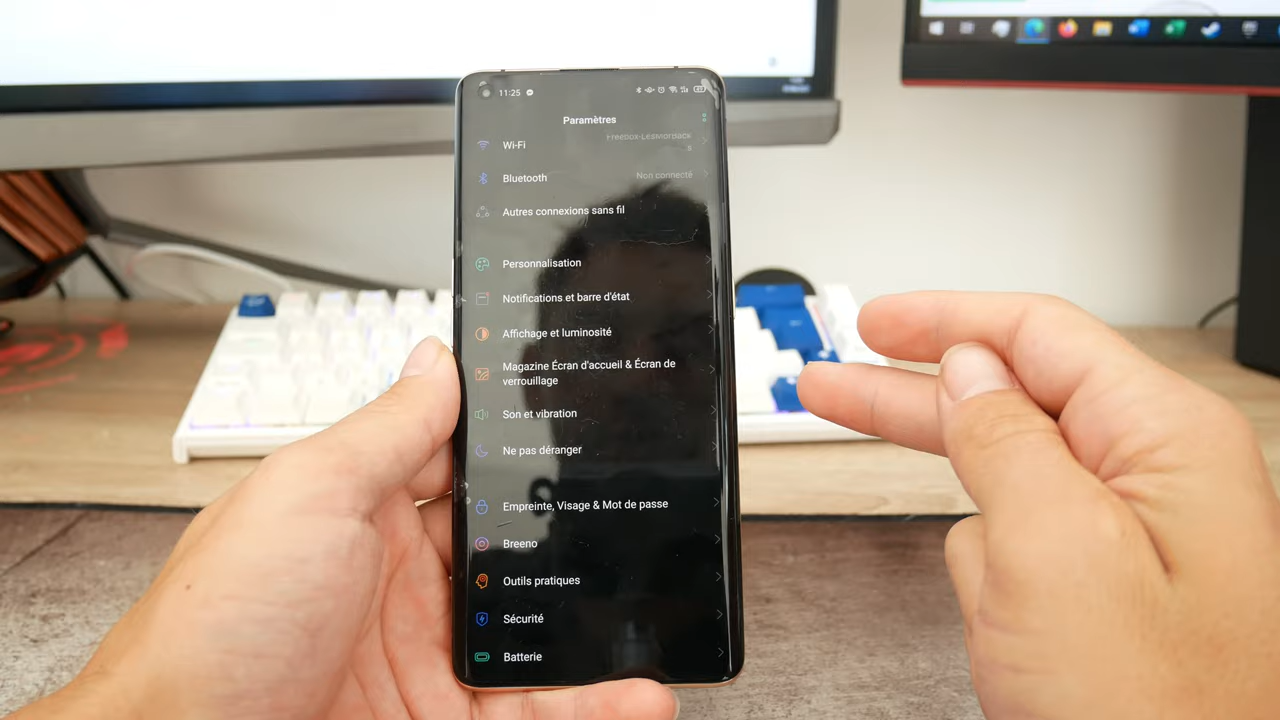 11:25
Paramètres
Wi-Fi
Bluetooth Non connecté
Autres connexions sans fil
Personnalisation
Notifications et barre d'état
Affichage et luminosité
Magazine Écran d'accueil & Écran de
verrouillage
Son et vibration
Ne pas déranger
Empreinte, Visage & Mot de passe
Breeno
Outils pratiques
Sécurité
Batterie